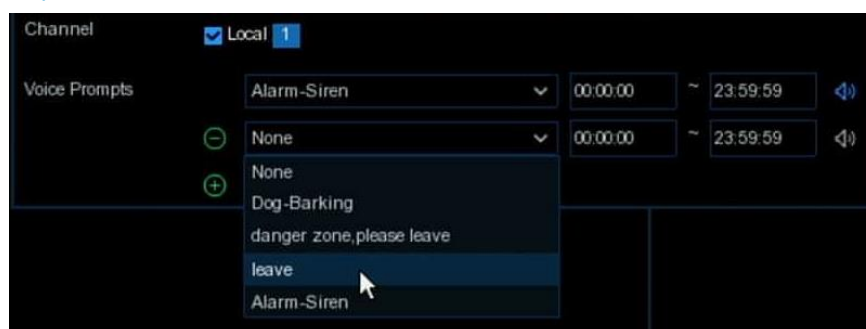 Channel Local 1
Voice Prompts Alarm-Siren 00:00:00 ~ 23:59:59
None 00:00:00 ~ 23:59:59
None
Dog-Barking
danger zone,please leave
leave
Alarm-Siren